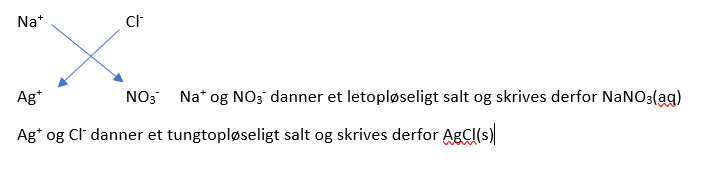 Na⁺ Cl⁻
Ag⁺ NO₃⁻ Na⁺ og NO₃⁻ danner et letopløseligt salt og skrives derfor NaNO₃(aq)
Ag⁺ og Cl⁻ danner et tungtopløseligt salt og skrives derfor AgCl(s)